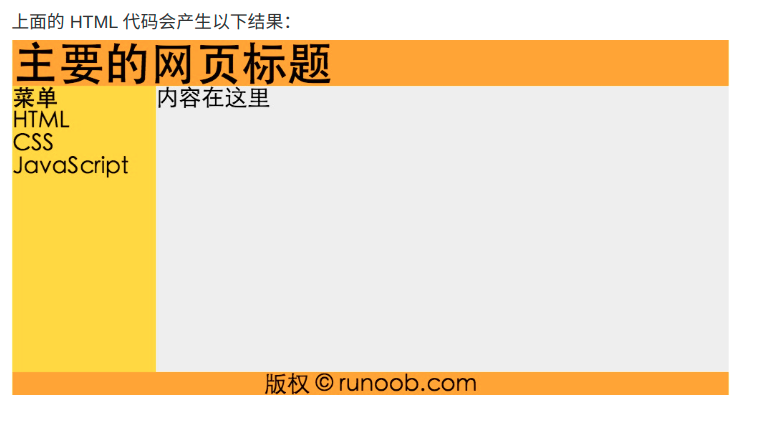 上面的 HTML 代码会产生以下结果：
主要的网页标题
菜单
HTML
CSS
JavaScript
内容在这里
版权 © runoob.com